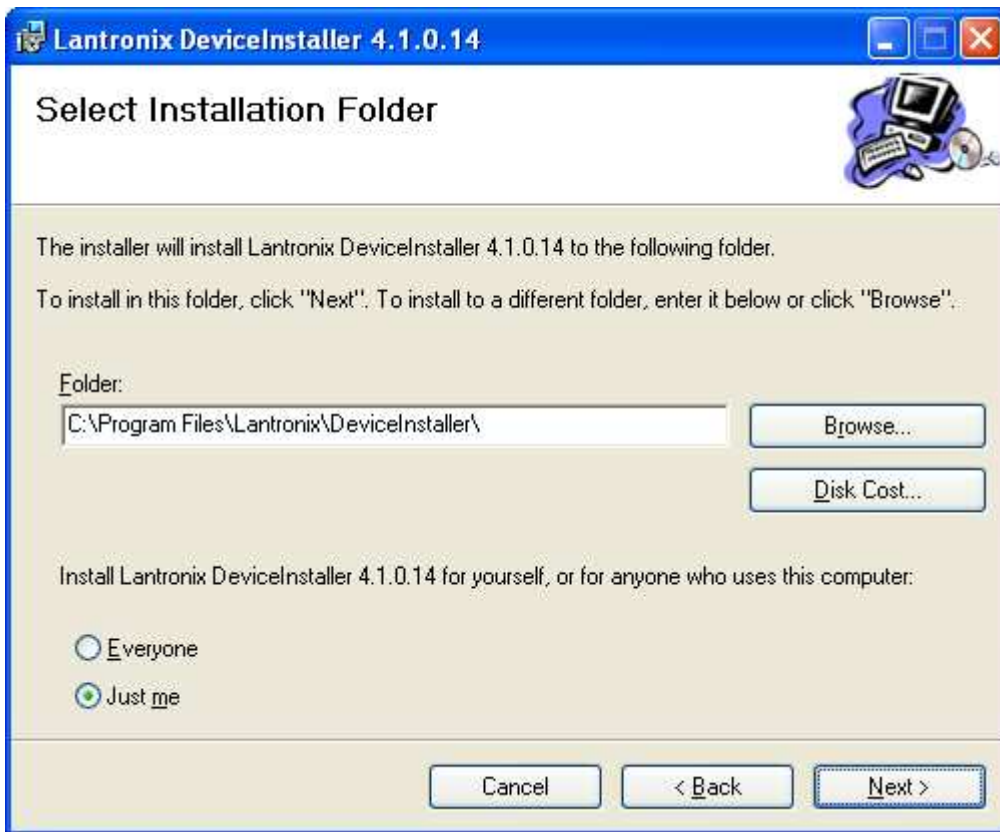 Lantronix DeviceInstaller 4.1.0.14
Select Installation Folder
The installer will install Lantronix DeviceInstaller 4.1.0.14 to the following folder.
To install in this folder, click "Next". To install to a different folder, enter it below or click "Browse".
Folder:
C:\Program Files\Lantronix\DeviceInstaller\
Browse...
Disk Cost...
Install Lantronix DeviceInstaller 4.1.0.14 for yourself, or for anyone who uses this computer:
Everyone
Just me
Cancel
< Back
Next >